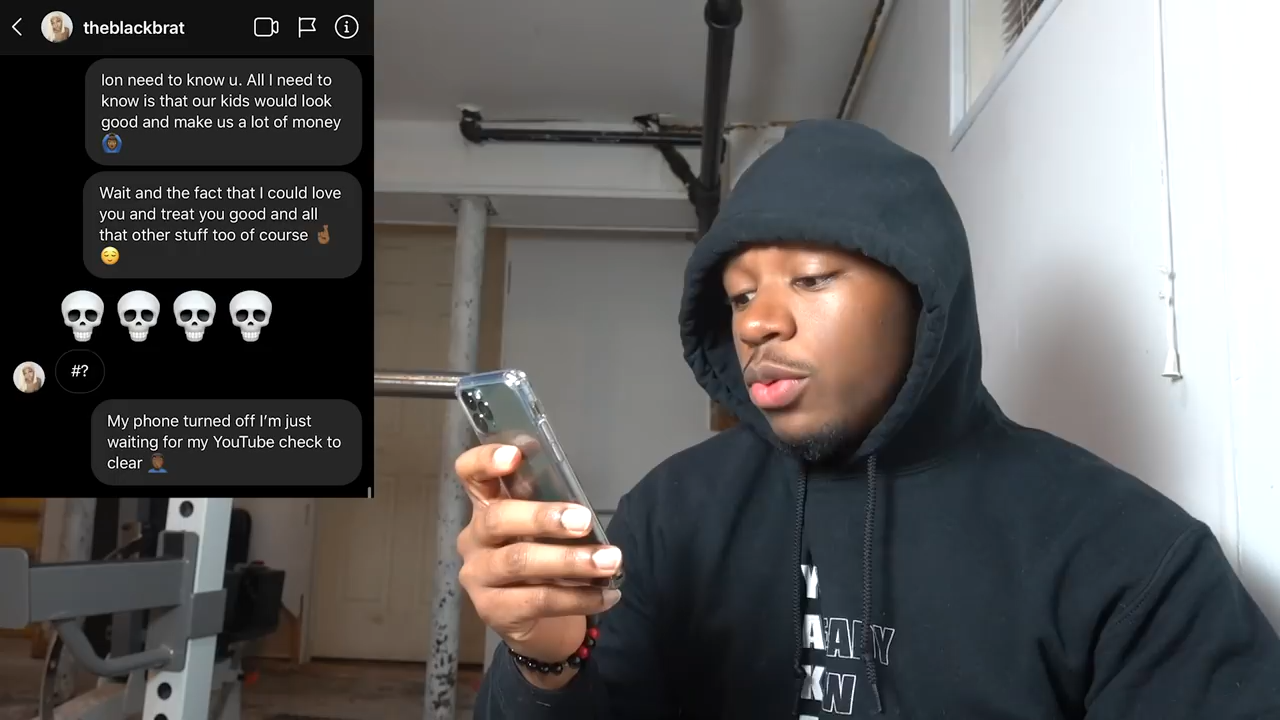 theblackbrat
Ion need to know u. All I need to
know is that our kids would look
good and make us a lot of money
🙆🏾‍♂️
Wait and the fact that I could love
you and treat you good and all
that other stuff too of course 🤞🏾
😌
💀💀💀💀
#?
My phone turned off I’m just
waiting for my YouTube check to
clear 🤦🏾‍♂️